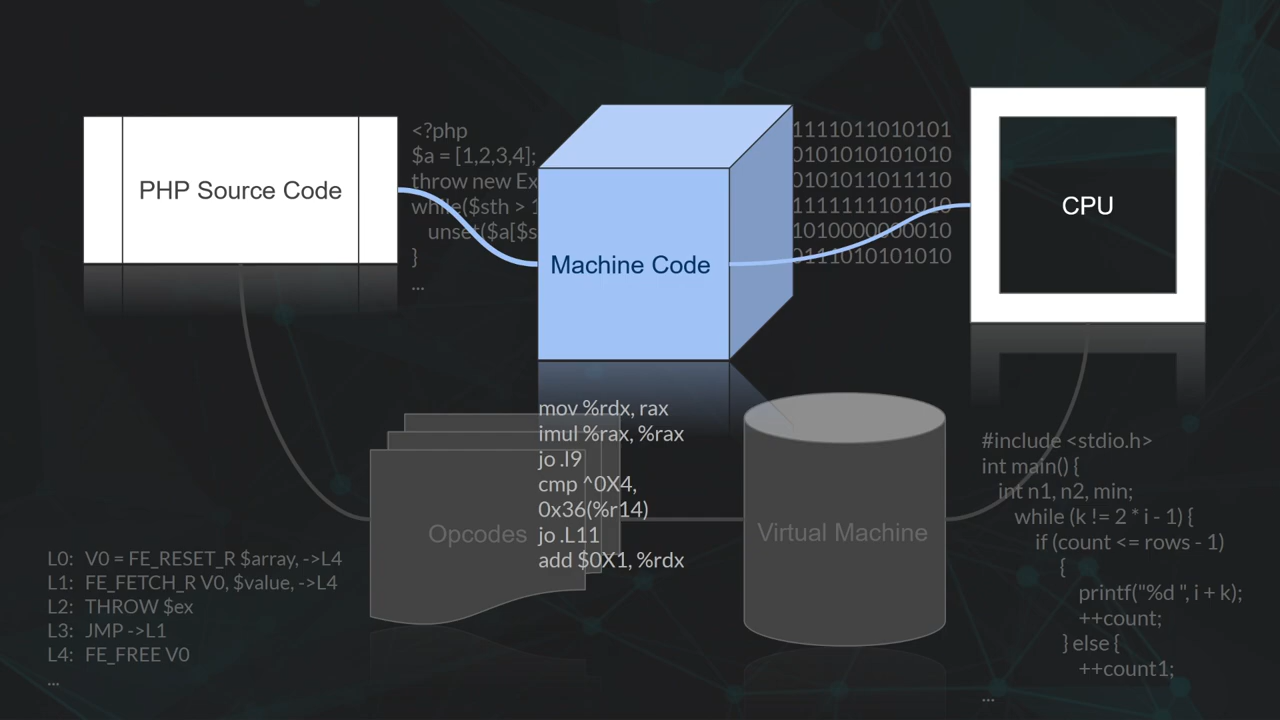 PHP Source Code
<?php
$a = [1,2,3,4];
throw new Ex
while($sth > 1
unset($a[$s
}
...
Machine Code
1111011010101
0101010101010
0101011011110
1111111101010
1010000000010
0111010101010
CPU
mov %rdx, rax
imul %rax, %rax
jo .l9
cmp ^0X4,
0x36(%r14)
jo .L11
add $0X1, %rdx
Opcodes
Virtual Machine
L0: V0 = FE_RESET_R $array, ->L4
L1: FE_FETCH_R V0, $value, ->L4
L2: THROW $ex
L3: JMP ->L1
L4: FE_FREE V0
...
#include <stdio.h>
int main() {
int n1, n2, min;
while (k != 2 * i - 1) {
if (count <= rows - 1)
{
printf("%d ", i + k);
++count;
} else {
++count1;
...